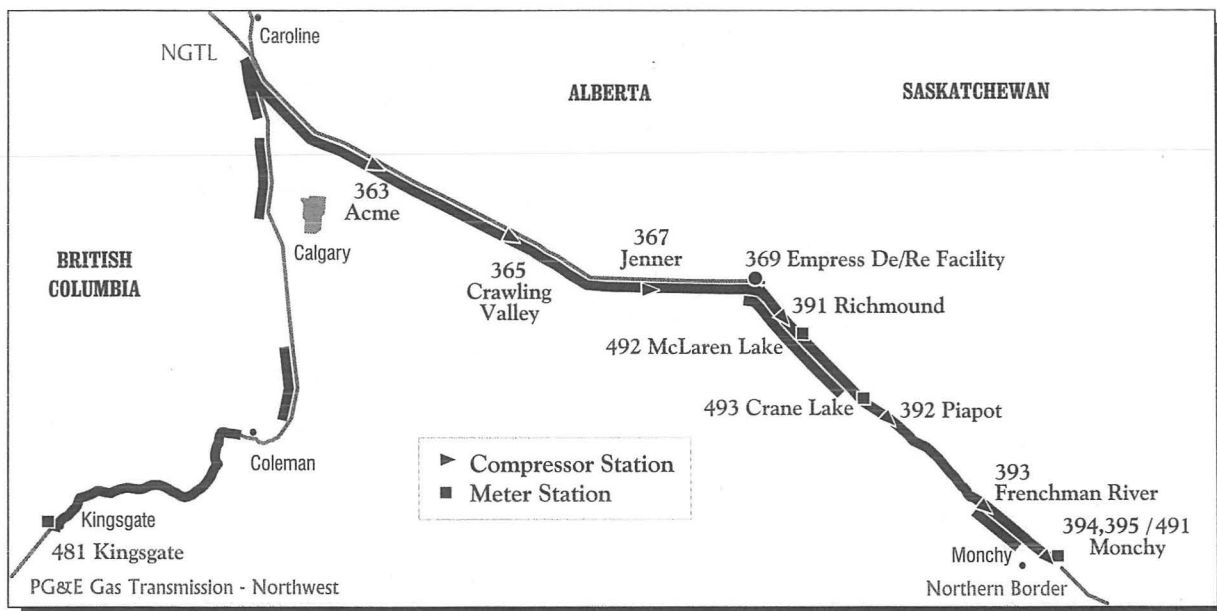 Caroline
NGTL
ALBERTA
SASKATCHEWAN
363
Acme
Calgary
BRITISH
COLUMBIA
365
Crawling
Valley
367
Jenner
369 Empress De/Re Facility
391 Richmound
492 McLaren Lake
493 Crane Lake
392 Piapot
Coleman
Compressor Station
Meter Station
393
Frenchman River
394,395 / 491
Monchy
Monchy
Northern Border
Kingsgate
481 Kingsgate
PG&E Gas Transmission - Northwest